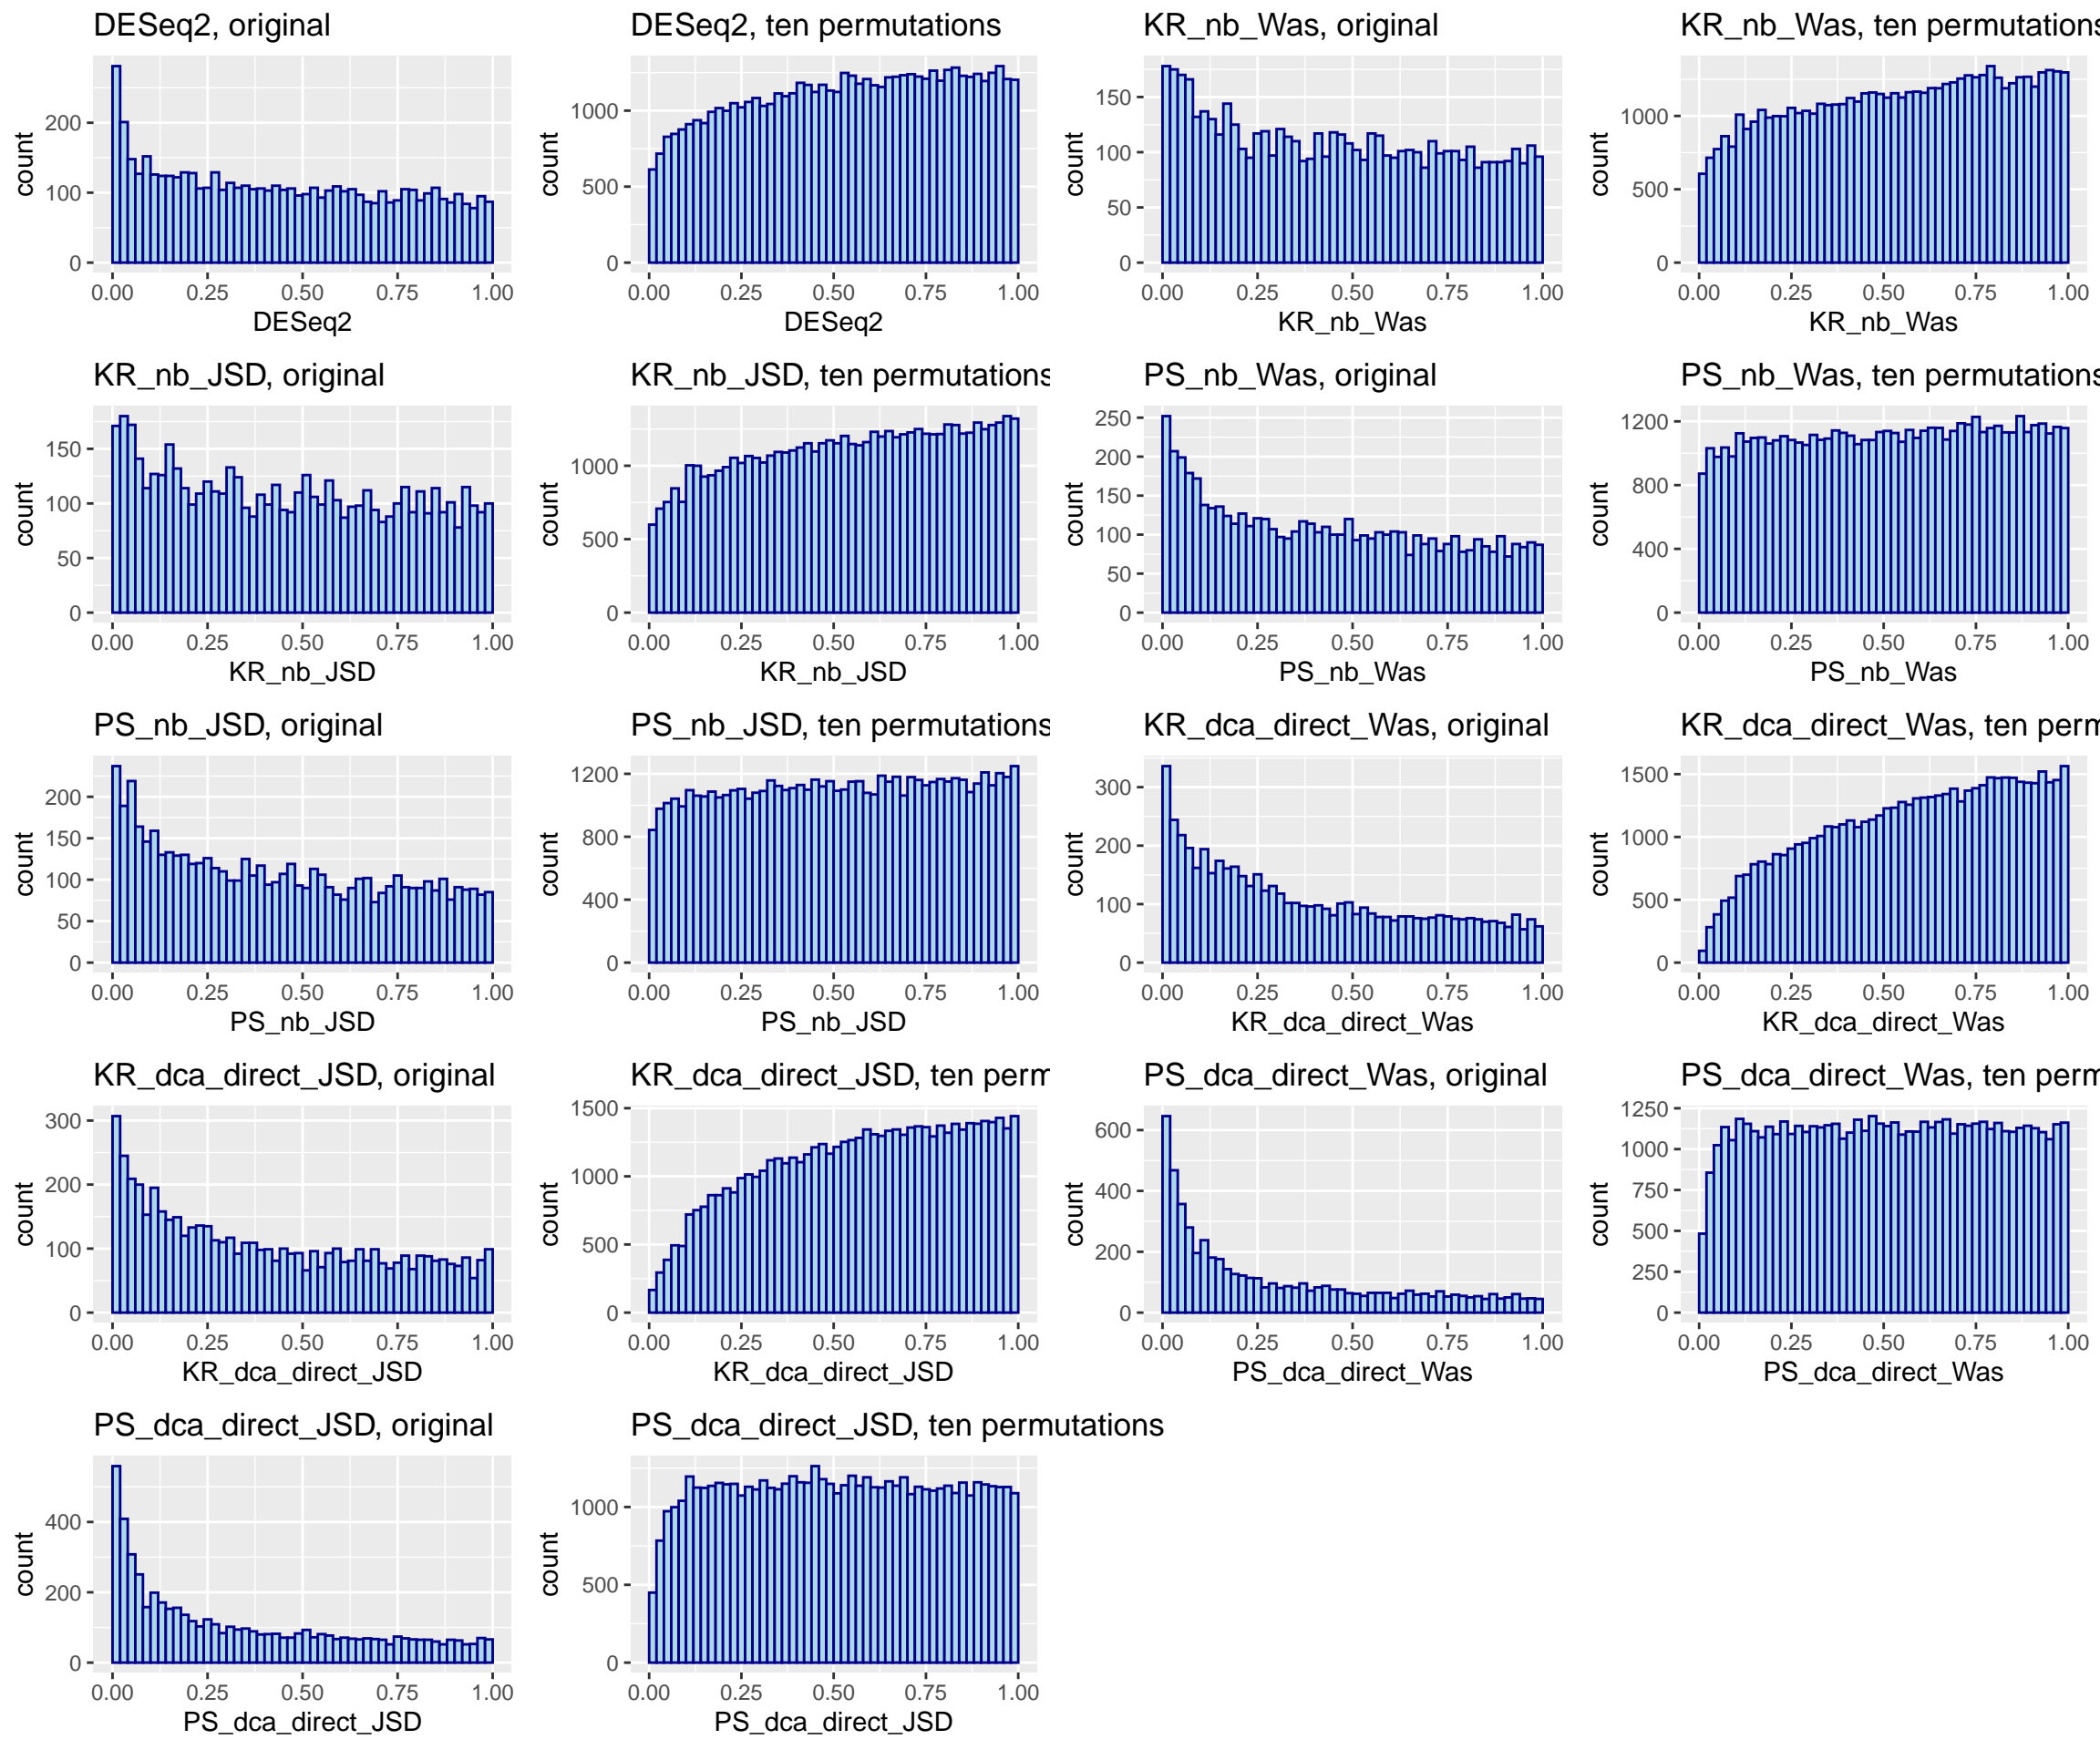 DESeq2, original
DESeq2, ten permutations
KR_nb_Was, original
KR_nb_Was, ten permutations
count
200
100
0
0.00 0.25 0.50 0.75 1.00
DESeq2
count
1000
500
0
0.00 0.25 0.50 0.75 1.00
DESeq2
count
150
100
50
0
0.00 0.25 0.50 0.75 1.00
KR_nb_Was
count
1000
500
0
0.00 0.25 0.50 0.75 1.00
KR_nb_Was
KR_nb_JSD, original
KR_nb_JSD, ten permutations
PS_nb_Was, original
PS_nb_Was, ten permutations
count
150
100
50
0
0.00 0.25 0.50 0.75 1.00
KR_nb_JSD
count
1000
500
0
0.00 0.25 0.50 0.75 1.00
KR_nb_JSD
count
250
200
150
100
50
0
0.00 0.25 0.50 0.75 1.00
PS_nb_Was
count
1200
800
400
0
0.00 0.25 0.50 0.75 1.00
PS_nb_Was
PS_nb_JSD, original
PS_nb_JSD, ten permutations
KR_dca_direct_Was, original
KR_dca_direct_Was, ten perm
count
200
150
100
50
0
0.00 0.25 0.50 0.75 1.00
PS_nb_JSD
count
1200
800
400
0
0.00 0.25 0.50 0.75 1.00
PS_nb_JSD
count
300
200
100
0
0.00 0.25 0.50 0.75 1.00
KR_dca_direct_Was
count
1500
1000
500
0
0.00 0.25 0.50 0.75 1.00
KR_dca_direct_Was
KR_dca_direct_JSD, original
KR_dca_direct_JSD, ten perm
PS_dca_direct_Was, original
PS_dca_direct_Was, ten perm
count
300
200
100
0
0.00 0.25 0.50 0.75 1.00
KR_dca_direct_JSD
count
1500
1000
500
0
0.00 0.25 0.50 0.75 1.00
KR_dca_direct_JSD
count
600
400
200
0
0.00 0.25 0.50 0.75 1.00
PS_dca_direct_Was
count
1250
1000
750
500
250
0
0.00 0.25 0.50 0.75 1.00
PS_dca_direct_Was
PS_dca_direct_JSD, original
PS_dca_direct_JSD, ten permutations
count
400
200
0
0.00 0.25 0.50 0.75 1.00
PS_dca_direct_JSD
count
1000
500
0
0.00 0.25 0.50 0.75 1.00
PS_dca_direct_JSD